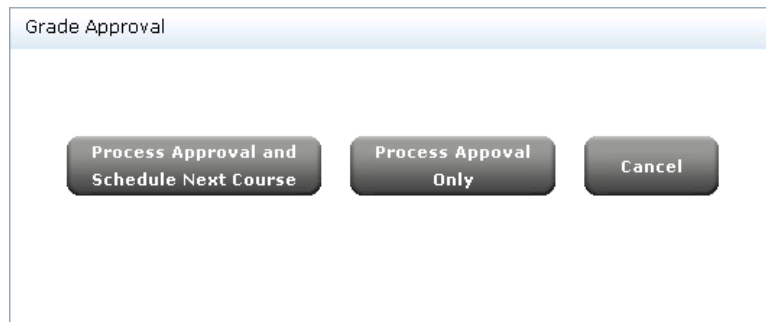 Grade Approval
Process Approval and
Schedule Next Course
Process Appoval
Only
Cancel